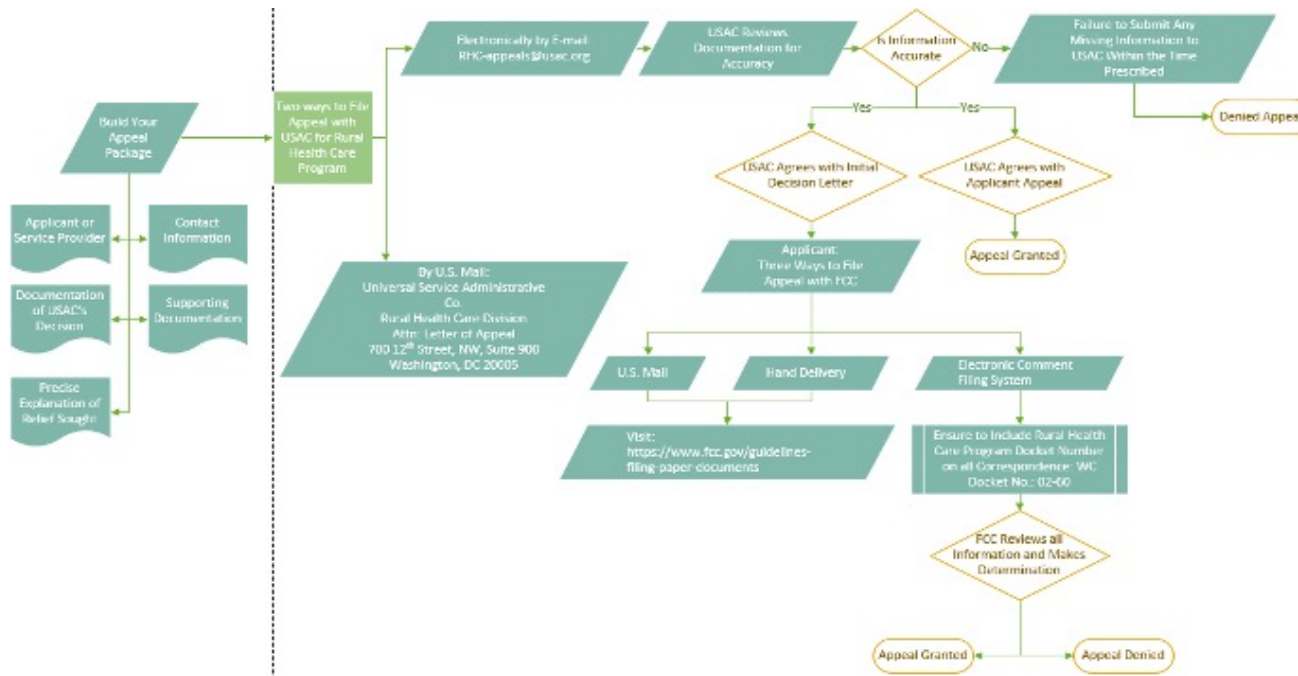 Electronically by E-mail:
RHC-appeals@usac.org
USAC Reviews
Documentation for
Accuracy
Is Information
Accurate
No
Failure to Submit Any
Missing Information to
USAC Within the Time
Prescribed
Denied Appeal
Build Your
Appeal
Package
Two ways to File
Appeal with
USAC for Rural
Health Care
Program
Yes
Yes
USAC Agrees with Initial
Decision Letter
USAC Agrees with
Applicant Appeal
Appeal Granted
Applicant or
Service Provider
Contact
Information
Documentation
of USAC's
Decision
Supporting
Documentation
Precise
Explanation of
Relief Sought
By U.S. Mail:
Universal Service Administrative
Co.
Rural Health Care Division
Attn: Letter of Appeal
700 12th Street, NW, Suite 900
Washington, DC 20005
Applicant:
Three Ways to File
Appeal with FCC
U.S. Mail
Hand Delivery
Electronic Comment
Filing System
Visit:
https://www.fcc.gov/guidelines-
filing-paper-documents
Ensure to Include Rural Health
Care Program Docket Number
on all Correspondence: WC
Docket No.: 02-60
FCC Reviews all
Information and Makes
Determination
Appeal Granted
Appeal Denied